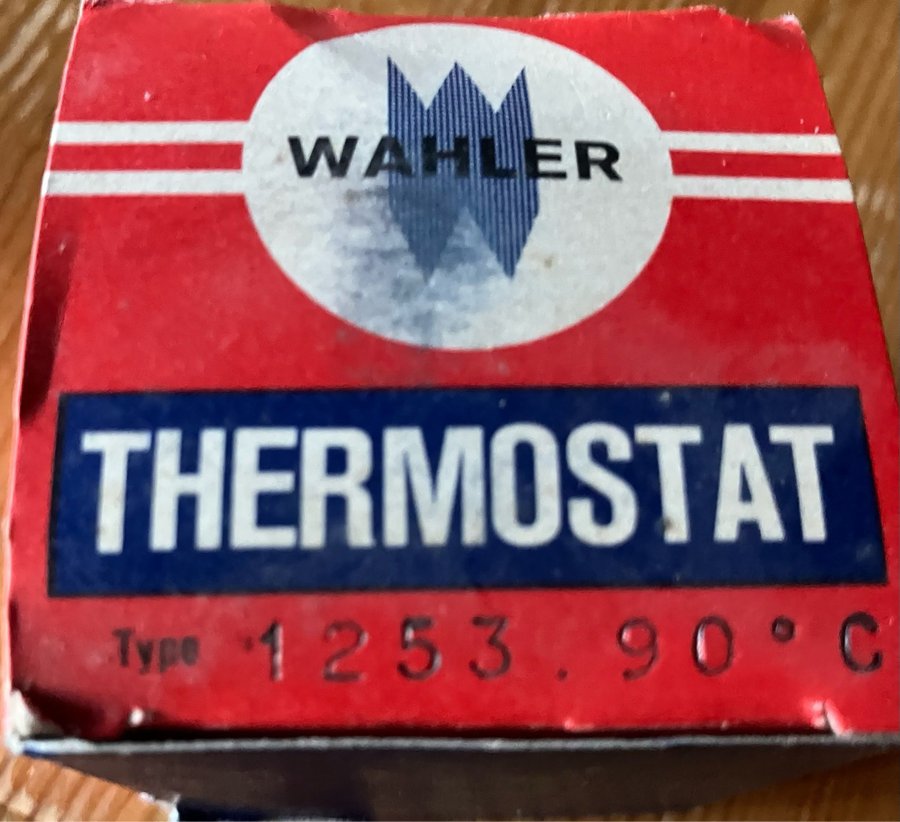 WAHLER
THERMOSTAT
Type 1253.90°C